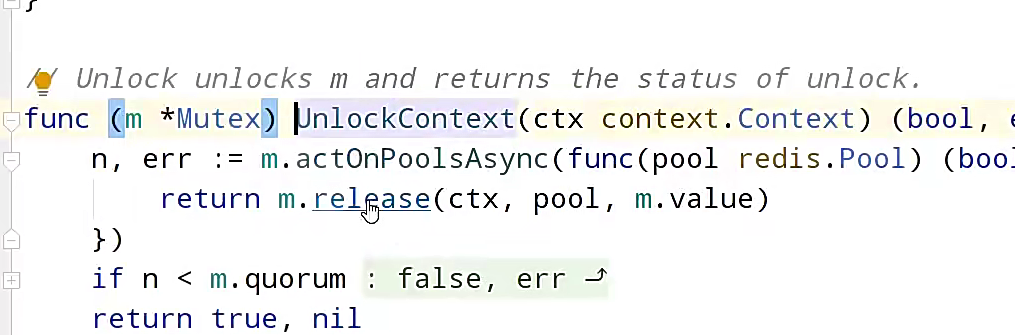 }
// Unlock unlocks m and returns the status of unlock.
func (m *Mutex) UnlockContext(ctx context.Context) (bool, e
n, err := m.actOnPoolsAsync(func(pool redis.Pool) (bool
return m.release(ctx, pool, m.value)
})
if n < m.quorum : false, err ⤴
return true, nil